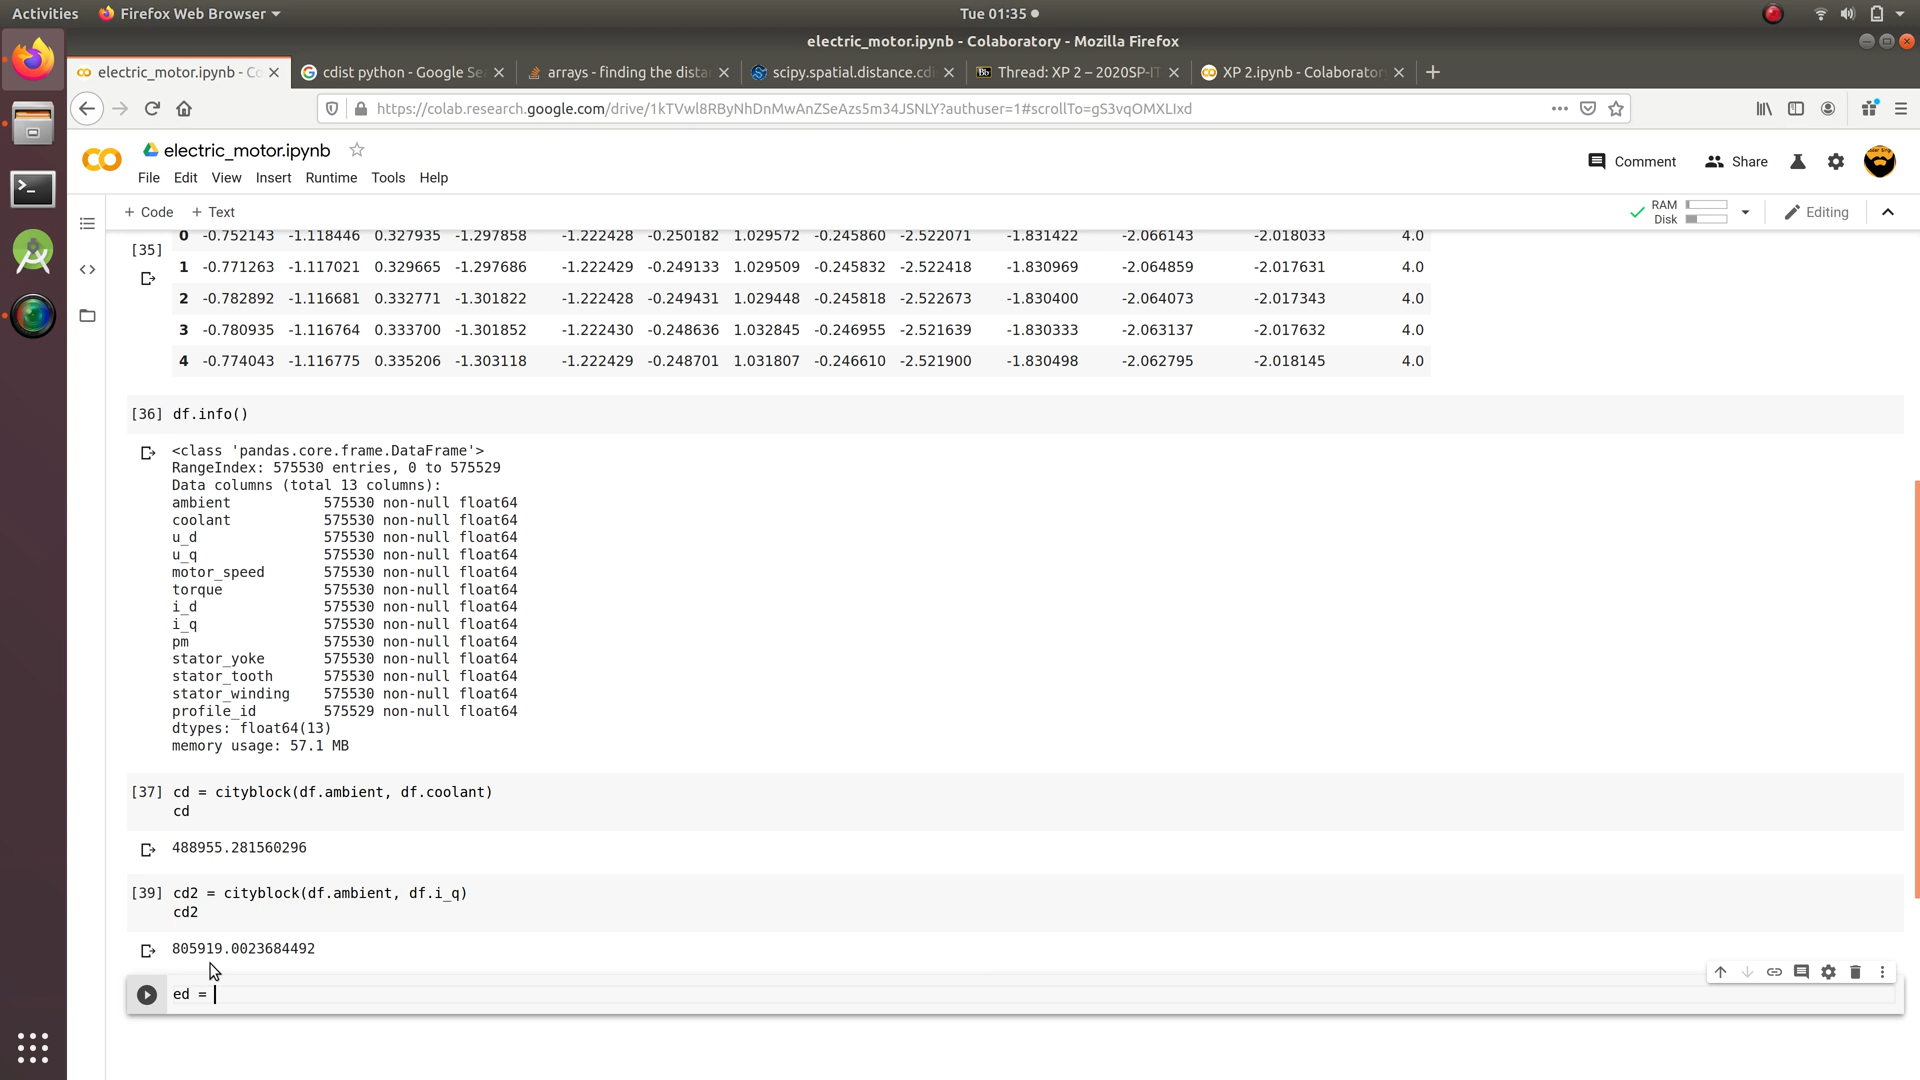 Activities Firefox Web Browser Tue 01:35
electric_motor.ipynb - Colaboratory - Mozilla Firefox
electric_motor.ipynb - Co cdist python - Google Se arrays - finding the dista scipy.spatial.distance.cdi Bb Thread: XP 2 – 2020SP-IT XP 2.ipynb - Colaborator
https://colab.research.google.com/drive/1kTVwl8RByNhDnMwAnZSeAzs5m34JSNLY?authuser=1#scrollTo=gS3vqOMXLIxd
electric_motor.ipynb
Comment Share
File Edit View Insert Runtime Tools Help
+ Code + Text RAM Disk Editing
[35] 0 -0.752143 -1.118446 0.327935 -1.297858 -1.222428 -0.250182 1.029572 -0.245860 -2.522071 -1.831422 -2.066143 -2.018033 4.0
1 -0.771263 -1.117021 0.329665 -1.297686 -1.222429 -0.249133 1.029509 -0.245832 -2.522418 -1.830969 -2.064859 -2.017631 4.0
2 -0.782892 -1.116681 0.332771 -1.301822 -1.222428 -0.249431 1.029448 -0.245818 -2.522673 -1.830400 -2.064073 -2.017343 4.0
3 -0.780935 -1.116764 0.333700 -1.301852 -1.222430 -0.248636 1.032845 -0.246955 -2.521639 -1.830333 -2.063137 -2.017632 4.0
4 -0.774043 -1.116775 0.335206 -1.303118 -1.222429 -0.248701 1.031807 -0.246610 -2.521900 -1.830498 -2.062795 -2.018145 4.0
[36] df.info()
<class 'pandas.core.frame.DataFrame'>
RangeIndex: 575530 entries, 0 to 575529
Data columns (total 13 columns):
ambient 575530 non-null float64
coolant 575530 non-null float64
u_d 575530 non-null float64
u_q 575530 non-null float64
motor_speed 575530 non-null float64
torque 575530 non-null float64
i_d 575530 non-null float64
i_q 575530 non-null float64
pm 575530 non-null float64
stator_yoke 575530 non-null float64
stator_tooth 575530 non-null float64
stator_winding 575530 non-null float64
profile_id 575529 non-null float64
dtypes: float64(13)
memory usage: 57.1 MB
[37] cd = cityblock(df.ambient, df.coolant)
cd
488955.281560296
[39] cd2 = cityblock(df.ambient, df.i_q)
cd2
805919.0023684492
ed =